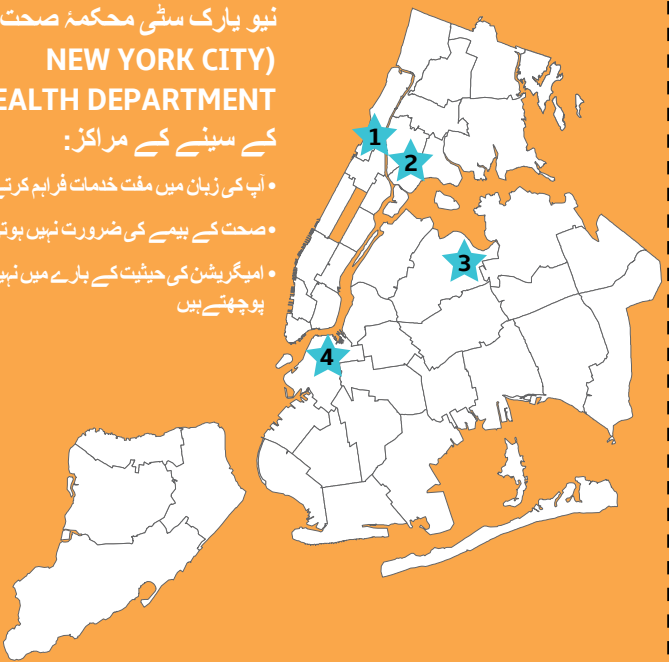 نیو یارک سٹی محکمۂ صحت
NEW YORK CITY)
HEALTH DEPARTMENT
کے سینے کے مراکز:
• آپ کی زبان میں مفت خدمات فراہم کرتے
• صحت کے بیمے کی ضرورت نہیں ہوتی
• امیگریشن کی حیثیت کے بارے میں نہیں
پوچھتے ہیں
1
2
3
4